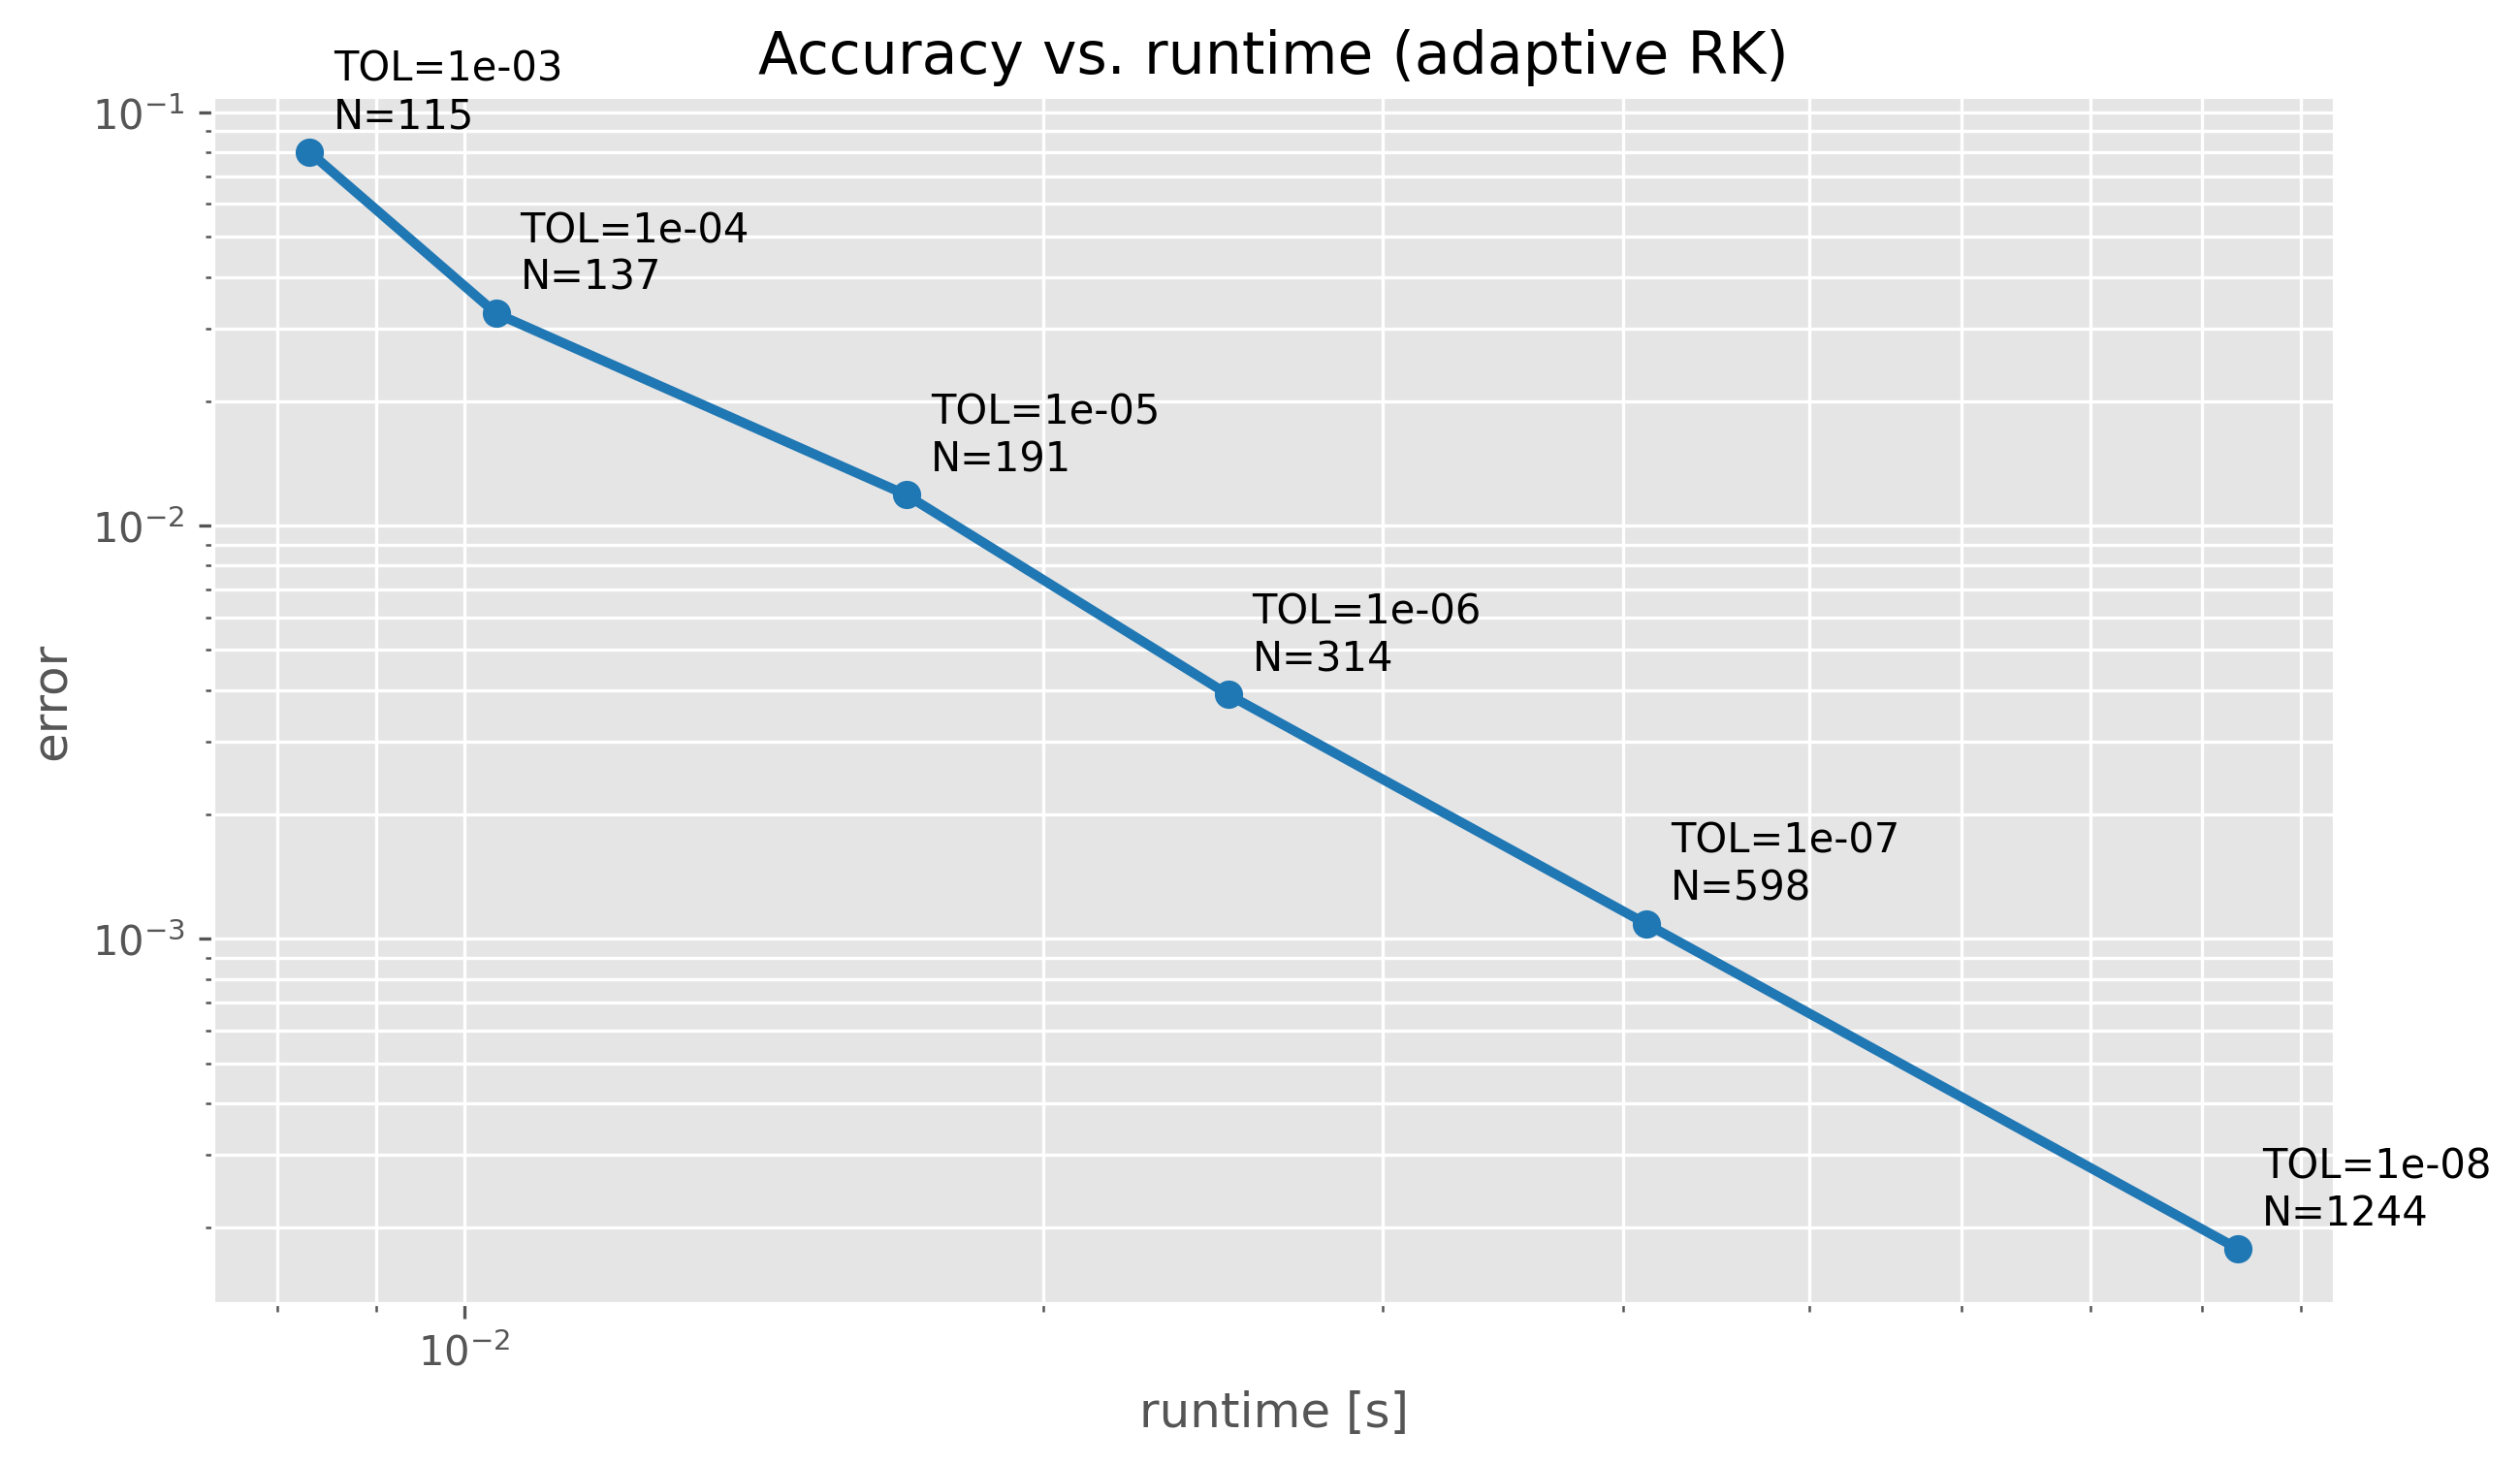 Accuracy vs. runtime (adaptive RK)
TOL=1e-03
N=115
TOL=1e-04
N=137
TOL=1e-05
N=191
TOL=1e-06
N=314
TOL=1e-07
N=598
TOL=1e-08
N=1244
10⁻¹
10⁻²
10⁻³
error
10⁻²
runtime [s]